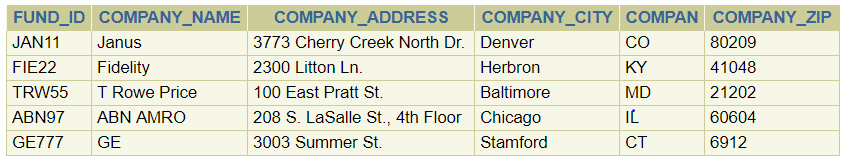 FUND_ID COMPANY_NAME COMPANY_ADDRESS COMPANY_CITY COMPAN COMPANY_ZIP
JAN11 Janus 3773 Cherry Creek North Dr. Denver CO 80209
FIE22 Fidelity 2300 Litton Ln. Herbron KY 41048
TRW55 T Rowe Price 100 East Pratt St. Baltimore MD 21202
ABN97 ABN AMRO 208 S. LaSalle St., 4th Floor Chicago IL 60604
GE777 GE 3003 Summer St. Stamford CT 6912